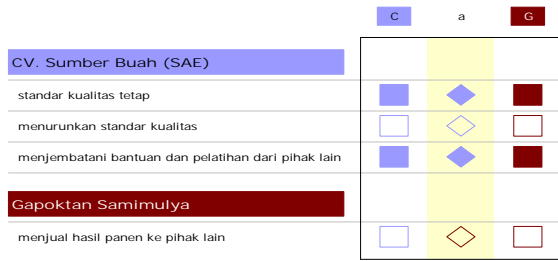 C a G
CV. Sumber Buah (SAE)
standar kualitas tetap
menurunkan standar kualitas
menjembatani bantuan dan pelatihan dari pihak lain
Gapoktan Samimulya
menjual hasil panen ke pihak lain